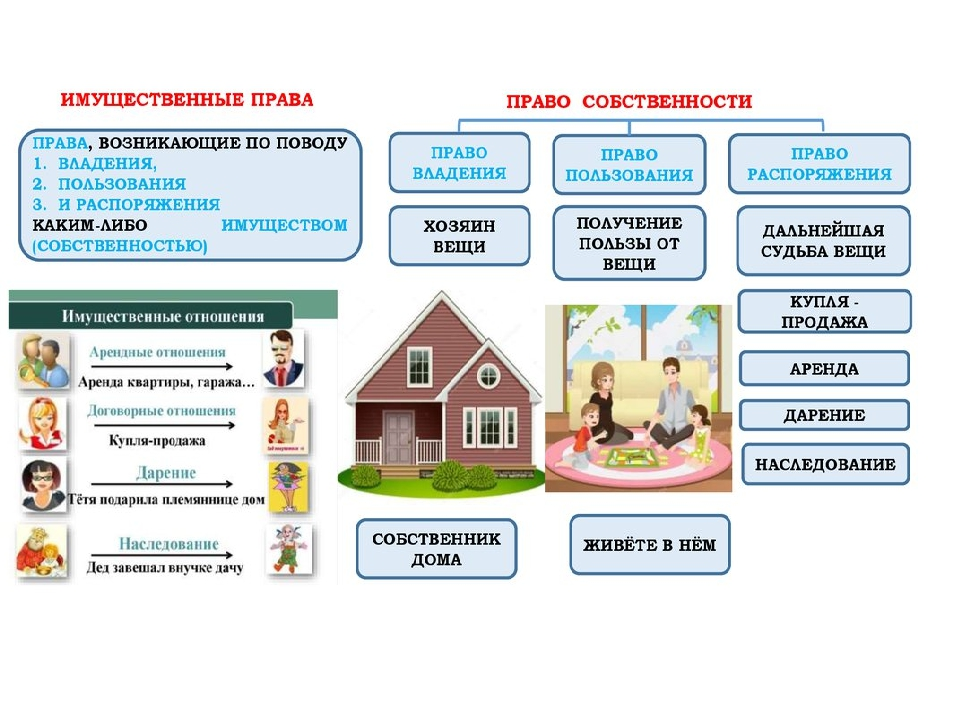 ИМУЩЕСТВЕННЫЕ ПРАВА
ПРАВА, ВОЗНИКАЮЩИЕ ПО ПОВОДУ
1. ВЛАДЕНИЯ,
2. ПОЛЬЗОВАНИЯ
3. И РАСПОРЯЖЕНИЯ
КАКИМ-ЛИБО ИМУЩЕСТВОМ
(СОБСТВЕННОСТЬЮ)
ПРАВО СОБСТВЕННОСТИ
ПРАВО
ВЛАДЕНИЯ
ПРАВО
ПОЛЬЗОВАНИЯ
ПРАВО
РАСПОРЯЖЕНИЯ
ХОЗЯИН
ВЕЩИ
ПОЛУЧЕНИЕ
ПОЛЬЗЫ ОТ
ВЕЩИ
ДАЛЬНЕЙШАЯ
СУДЬБА ВЕЩИ
КУПЛЯ -
ПРОДАЖА
АРЕНДА
ДАРЕНИЕ
НАСЛЕДОВАНИЕ
Имущественные отношения
Арендные отношения
Аренда квартиры, гаража...
Договорные отношения
Купля-продажа
Дарение
Тётя подарила племяннице дом
Наследование
Дед завешал внучке дачу
СОБСТВЕННИК
ДОМА
ЖИВЁТЕ В НЁМ